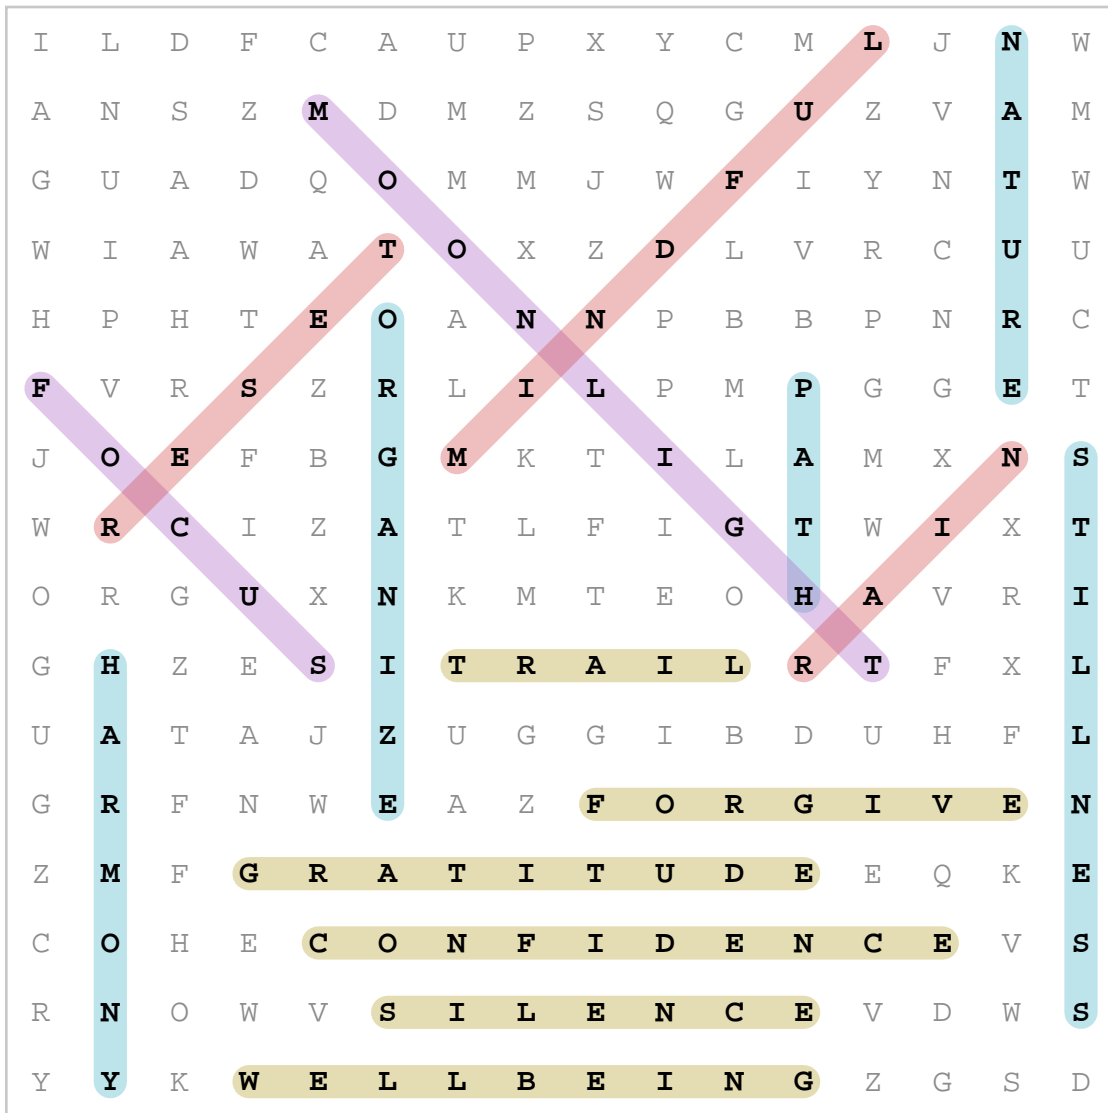 I L D F C A U P X Y C M L J N W
A N S Z M D M Z S Q G U Z V A M
G U A D Q O M M J W F I Y N T W
W I A W A T O X Z D L V R C U U
H P H T E O A N N P B B P N R C
F V R S Z R L I L P M P G G E T
J O E F B G M K T I L A M X N S
W R C I Z A T L F I G T W I X T
O R G U X N K M T E O H A V R I
G H Z E S I T R A I L R T F X L
U A T A J Z U G G I B D U H F L
G R F N W E A Z F O R G I V E N
Z M F G R A T I T U D E E Q K E
C O H E C O N F I D E N C E V S
R N O W V S I L E N C E V D W S
Y Y K W E L L B E I N G Z G S D